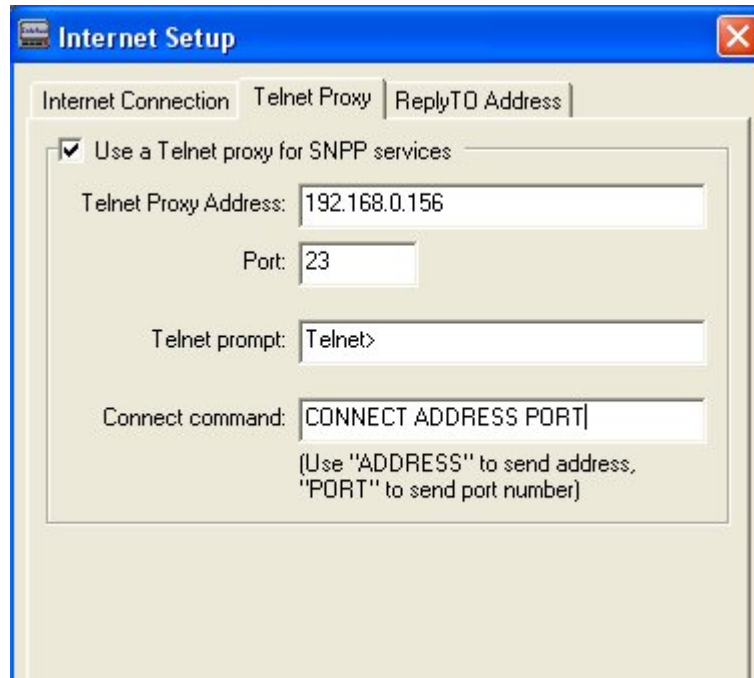 Internet Setup
Internet Connection
Telnet Proxy
ReplyTO Address
Use a Telnet proxy for SNPP services
Telnet Proxy Address: 192.168.0.156
Port: 23
Telnet prompt: Telnet>
Connect command: CONNECT ADDRESS PORT
(Use "ADDRESS" to send address,
"PORT" to send port number)